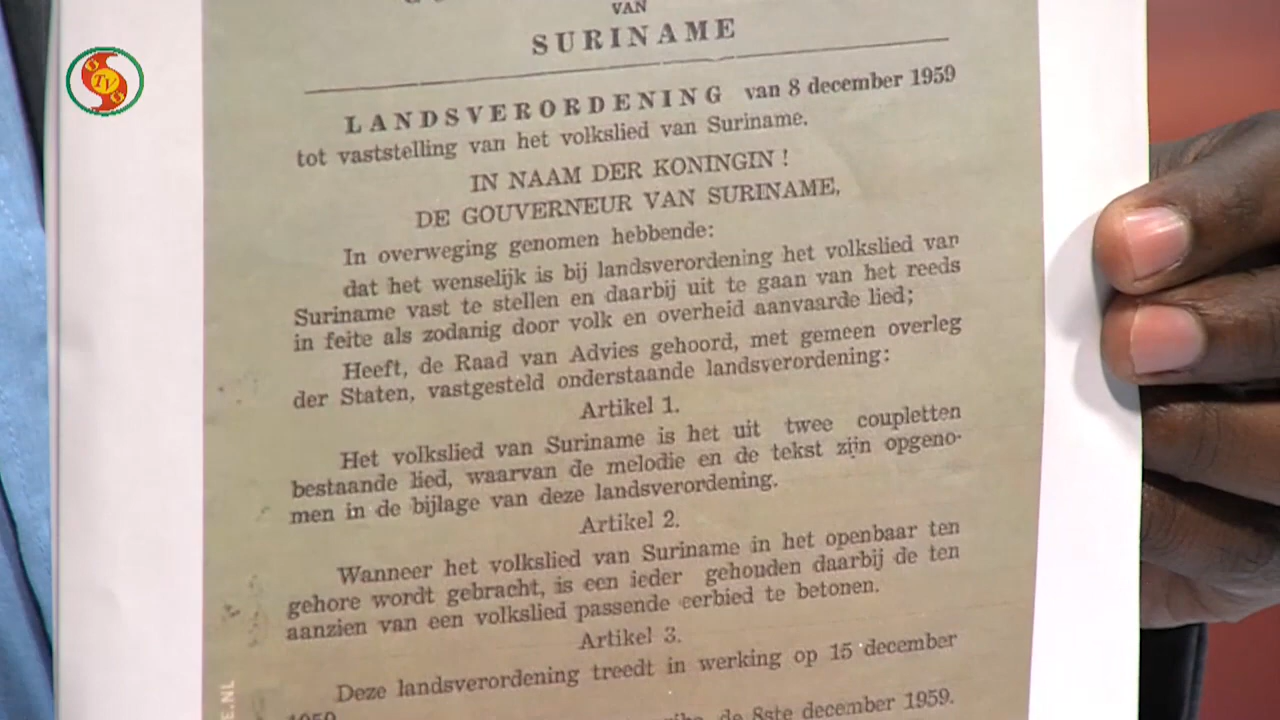 STVS
VAN
SURINAME
LANDSVERORDENING van 8 december 1959
tot vaststelling van het volkslied van Suriname.
IN NAAM DER KONINGIN !
DE GOUVERNEUR VAN SURINAME,
In overweging genomen hebbende:
dat het wenselijk is bij landsverordening het volkslied van
Suriname vast te stellen en daarbij uit te gaan van het reeds
in feite als zodanig door volk en overheid aanvaarde lied;
Heeft, de Raad van Advies gehoord, met gemeen overleg
der Staten, vastgesteld onderstaande landsverordening:
Artikel 1.
Het volkslied van Suriname is het uit twee coupletten
bestaande lied, waarvan de melodie en de tekst zijn opgeno-
men in de bijlage van deze landsverordening.
Artikel 2.
Wanneer het volkslied van Suriname in het openbaar ten
gehore wordt gebracht, is een ieder gehouden daarbij de ten
aanzien van een volkslied passende eerbied te betonen.
Artikel 3.
Deze landsverordening treedt in werking op 15 december
1959
de 8ste december 1959.
E.NL